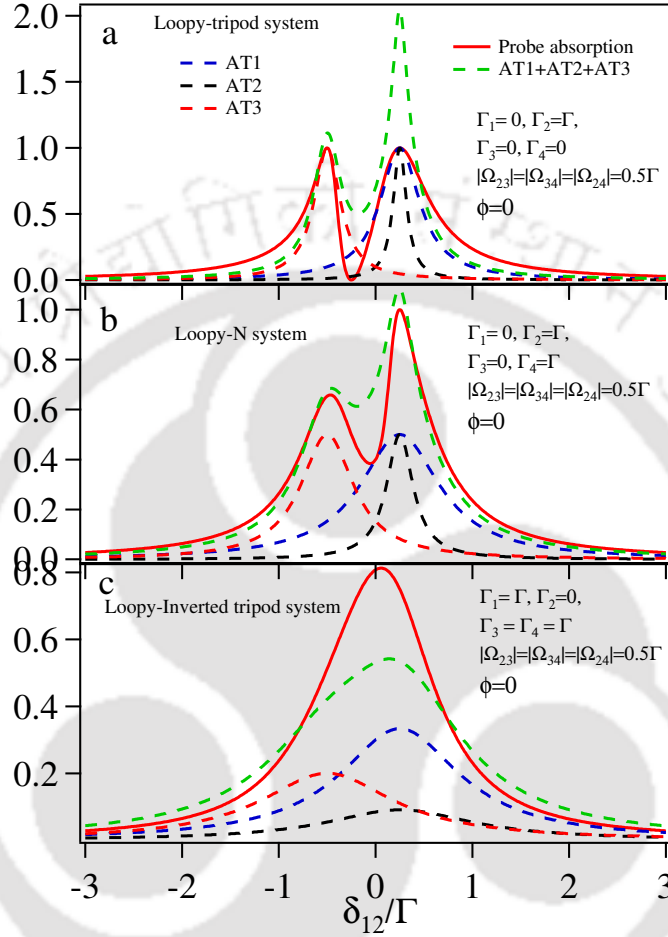 a
Loopy-tripod system
AT1
AT2
AT3
Probe absorption
AT1+AT2+AT3
Γ₁= 0, Γ₂=Γ,
Γ₃=0, Γ₄=0
|Ω₂₃|=|Ω₃₄|=|Ω₂₄|=0.5Γ
ϕ=0
2.0
1.5
1.0
0.5
0.0
b
Loopy-N system
Γ₁= 0, Γ₂=Γ,
Γ₃=0, Γ₄=Γ
|Ω₂₃|=|Ω₃₄|=|Ω₂₄|=0.5Γ
ϕ=0
1.0
0.8
0.6
0.4
0.2
0.0
c
Loopy-Inverted tripod system
Γ₁ = Γ, Γ₂=0,
Γ₃ = Γ₄ = Γ
|Ω₂₃|=|Ω₃₄|=|Ω₂₄|=0.5Γ
ϕ=0
0.8
0.6
0.4
0.2
-3 -2 -1 0 1 2 3
δ₁₂/Γ